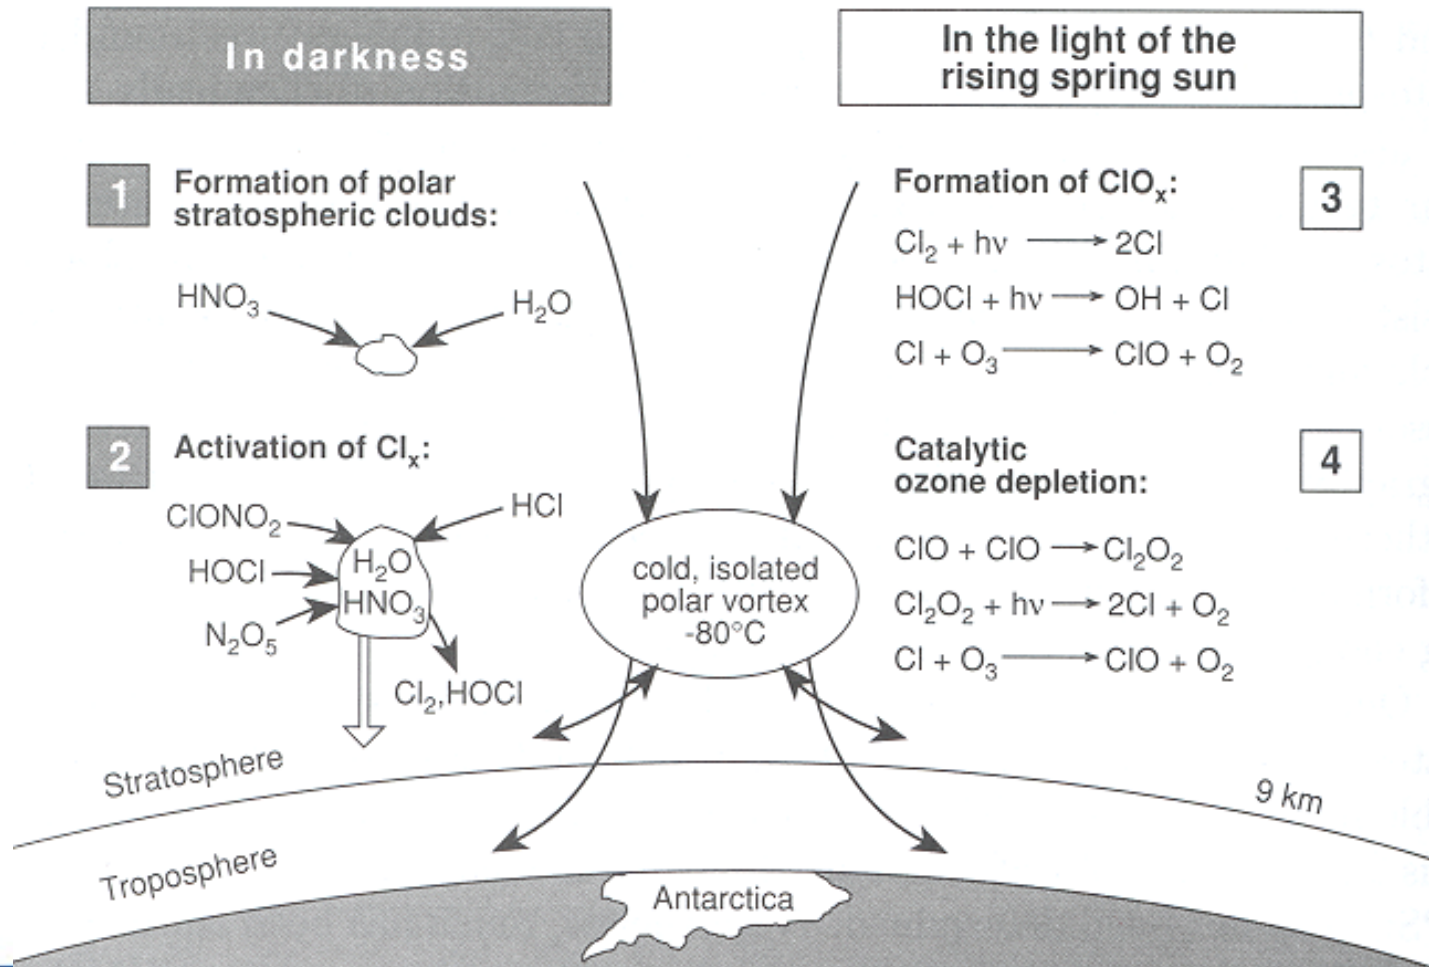 In darkness
In the light of the
rising spring sun
1
Formation of polar
stratospheric clouds:
HNO₃
H₂O
2
Activation of Clₓ:
ClONO₂
HCl
HOCl
H₂O
HNO₃
N₂O₅
Cl₂,HOCl
cold, isolated
polar vortex
-80°C
Formation of ClOₓ:
3
Cl₂ + hν → 2Cl
HOCl + hν → OH + Cl
Cl + O₃ → ClO + O₂
Catalytic
ozone depletion:
4
ClO + ClO → Cl₂O₂
Cl₂O₂ + hν → 2Cl + O₂
Cl + O₃ → ClO + O₂
Stratosphere
9 km
Troposphere
Antarctica